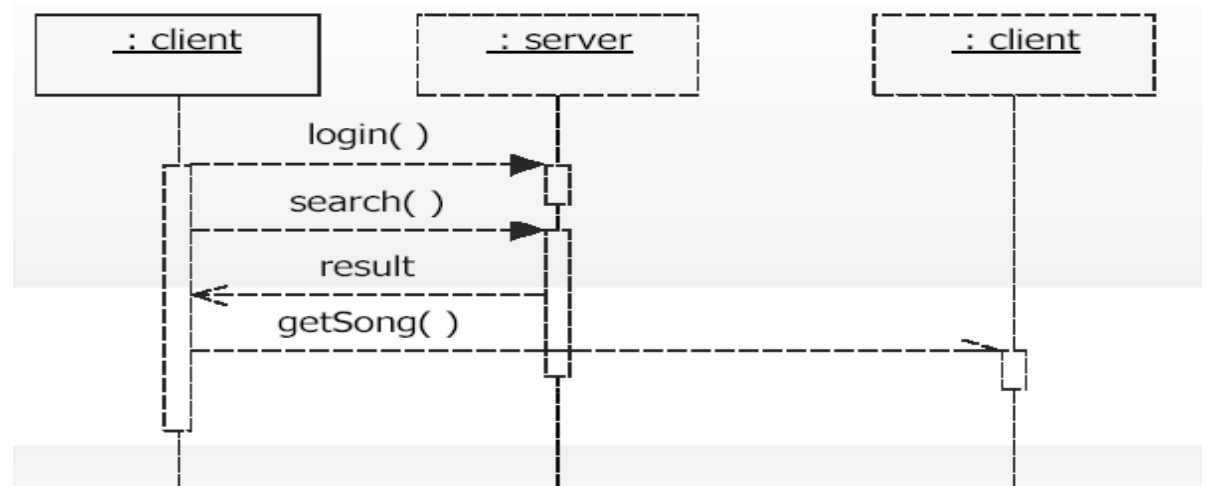 : client
: server
: client
login( )
search( )
result
getSong( )